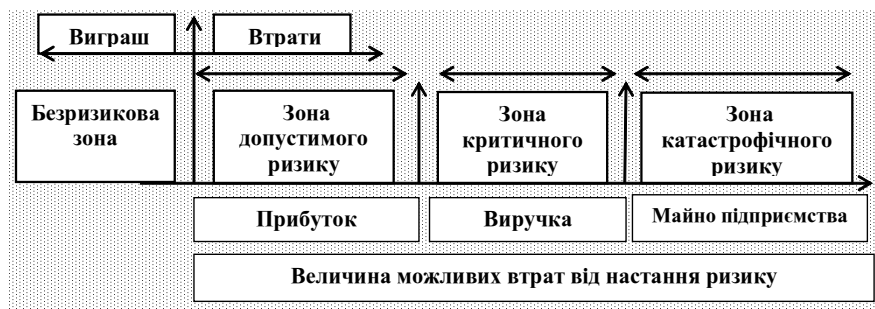 Виграш
Втрати
Безризикова
зона
Зона
допустимого
ризику
Зона
критичного
ризику
Зона
катастрофічного
ризику
Прибуток
Виручка
Майно підприємства
Величина можливих втрат від настання ризику